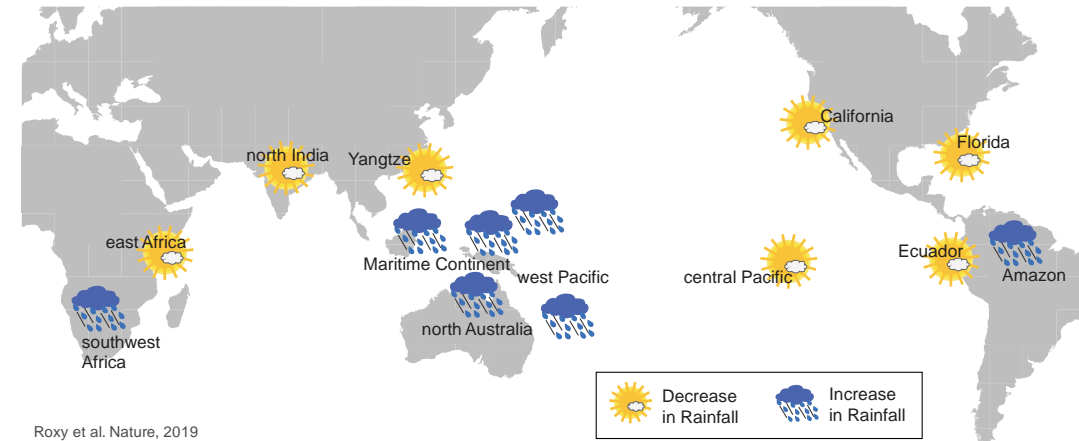 California
Florida
north India
Yangtze
east Africa
Maritime Continent
west Pacific
central Pacific
Ecuador
Amazon
north Australia
southwest
Africa
Decrease
in Rainfall
Increase
in Rainfall
Roxy et al. Nature, 2019